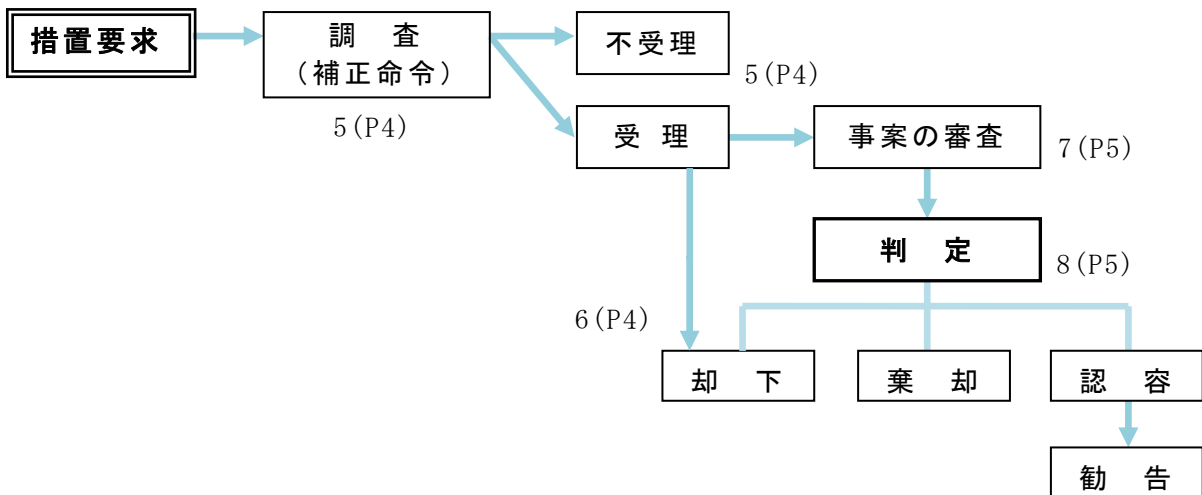 措置要求
調 査
（補正命令）
5(P4)
不受理
5(P4)
受 理
事案の審査
7(P5)
判 定
8(P5)
6(P4)
却 下
棄 却
認 容
勧 告